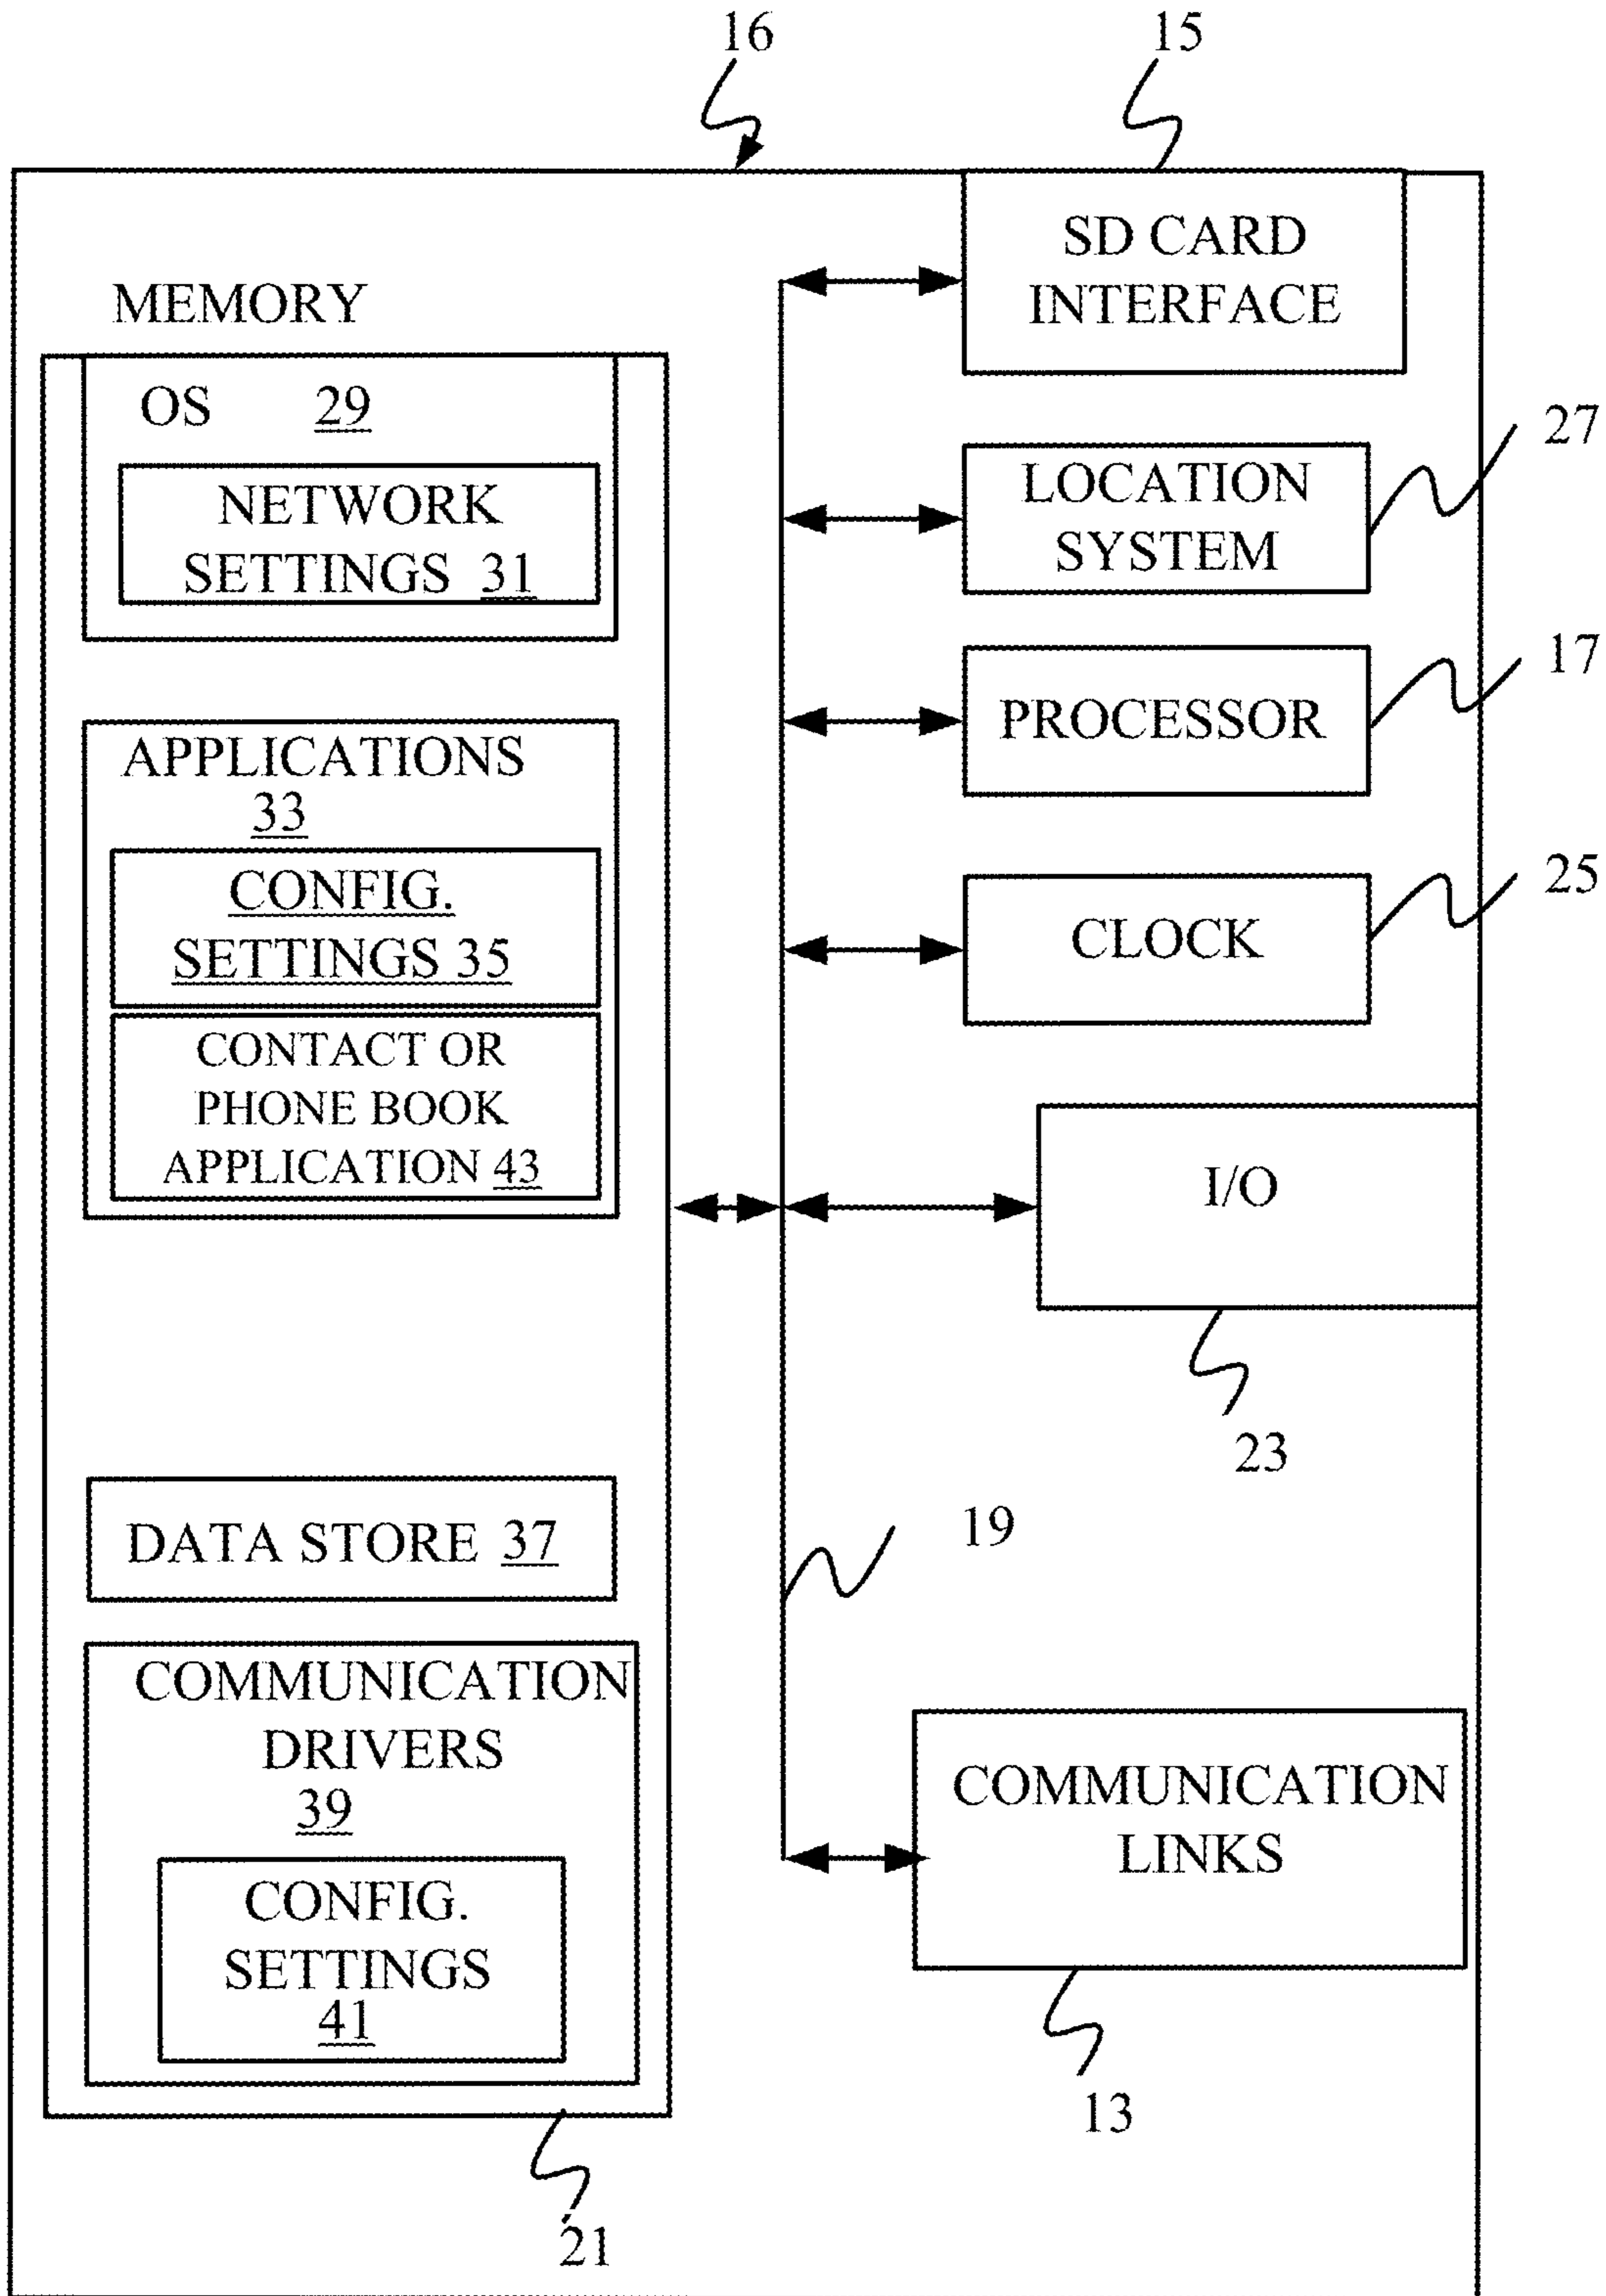 16
15
SD CARD
INTERFACE
MEMORY
OS 29
NETWORK
SETTINGS 31
APPLICATIONS
33
CONFIG.
SETTINGS 35
CONTACT OR
PHONE BOOK
APPLICATION 43
DATA STORE 37
COMMUNICATION
DRIVERS
39
CONFIG.
SETTINGS
41
21
LOCATION
SYSTEM
27
PROCESSOR
17
CLOCK
25
I/O
23
19
COMMUNICATION
LINKS
13